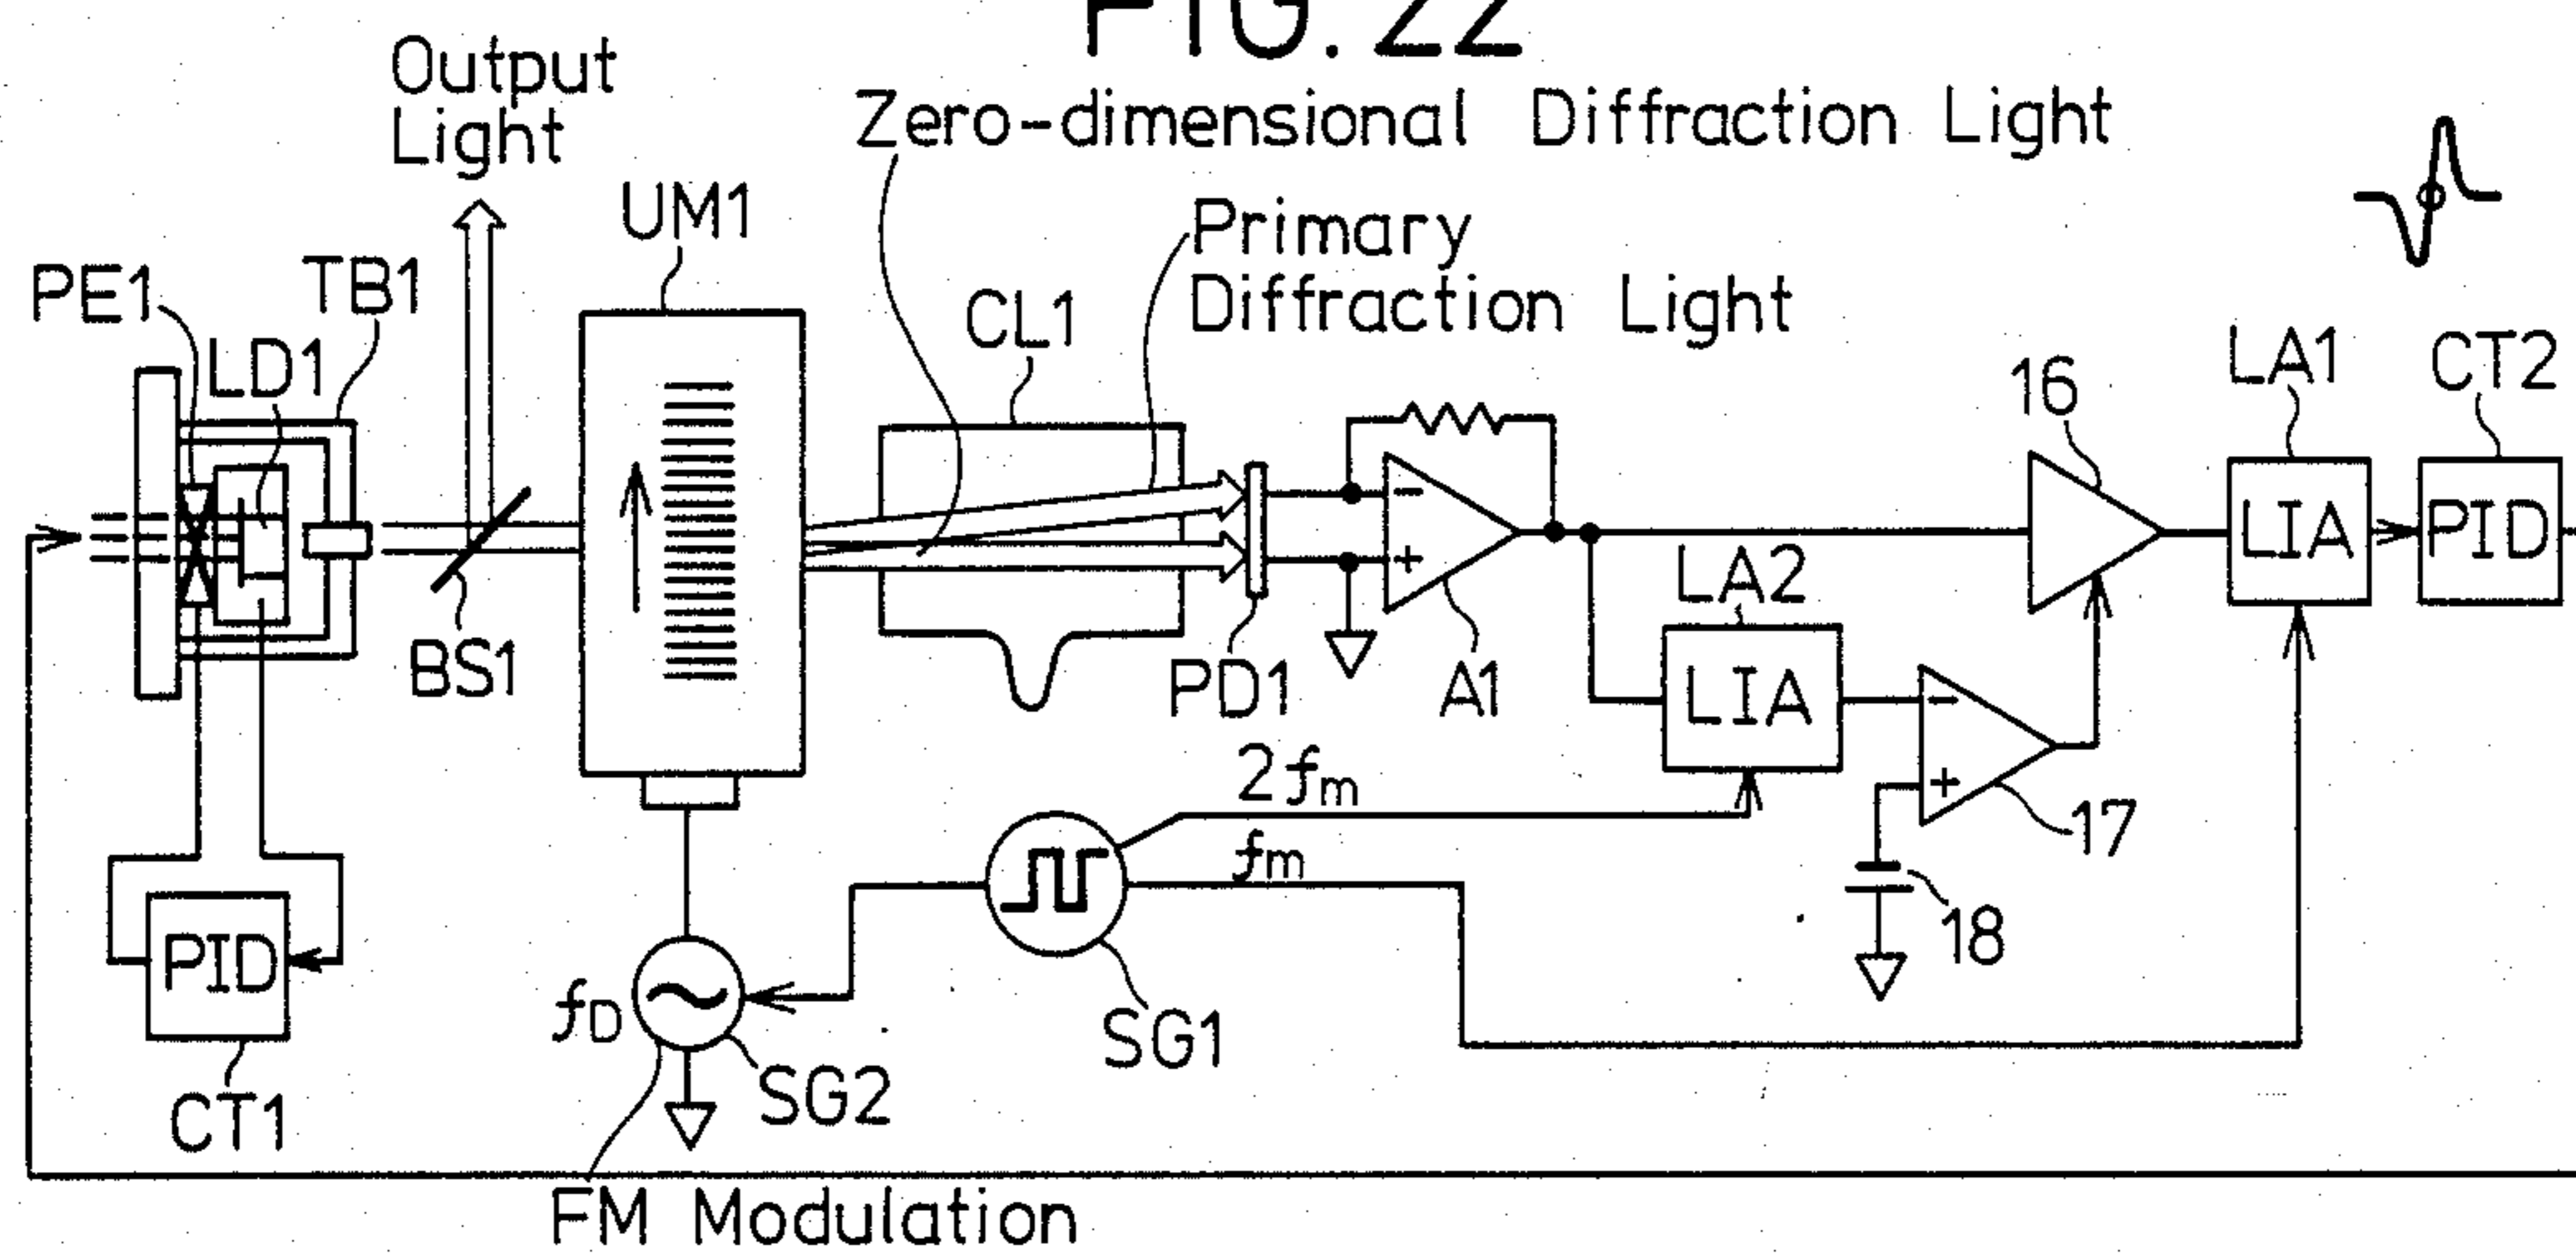 FIG. 22
Output
Light
Zero-dimensional Diffraction Light
UM1
Primary
Diffraction Light
PE1
TB1
CL1
LD1
16
LA1
CT2
LIA
PID
BS1
PD1
A1
LA2
LIA
2fm
fm
17
18
PID
fD
SG1
SG2
CT1
FM Modulation